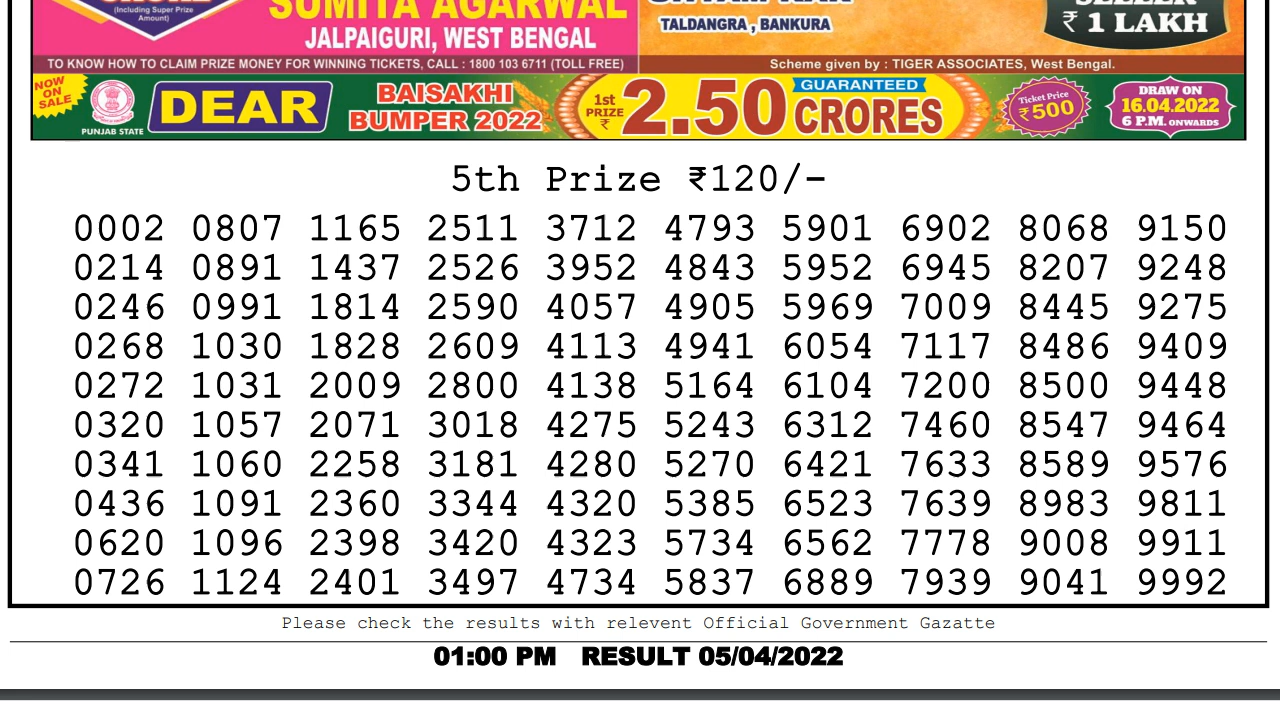 (Including Super Prize
Amount)
SUMITA AGARWAL
JALPAIGURI, WEST BENGAL
TALDANGRA , BANKURA
SELLER
₹ 1 LAKH
TO KNOW HOW TO CLAIM PRIZE MONEY FOR WINNING TICKETS, CALL : 1800 103 6711 (TOLL FREE)
Scheme given by : TIGER ASSOCIATES, West Bengal.
NOW
ON
SALE
PUNJAB STATE
DEAR
BAISAKHI
BUMPER 2022
1st
PRIZE
₹
2.50
GUARANTEED
CRORES
Ticket Price
₹500
DRAW ON
16.04.2022
6 P.M. ONWARDS
5th Prize ₹120/-
0002 0807 1165 2511 3712 4793 5901 6902 8068 9150
0214 0891 1437 2526 3952 4843 5952 6945 8207 9248
0246 0991 1814 2590 4057 4905 5969 7009 8445 9275
0268 1030 1828 2609 4113 4941 6054 7117 8486 9409
0272 1031 2009 2800 4138 5164 6104 7200 8500 9448
0320 1057 2071 3018 4275 5243 6312 7460 8547 9464
0341 1060 2258 3181 4280 5270 6421 7633 8589 9576
0436 1091 2360 3344 4320 5385 6523 7639 8983 9811
0620 1096 2398 3420 4323 5734 6562 7778 9008 9911
0726 1124 2401 3497 4734 5837 6889 7939 9041 9992
Please check the results with relevent Official Government Gazatte
01:00 PM RESULT 05/04/2022